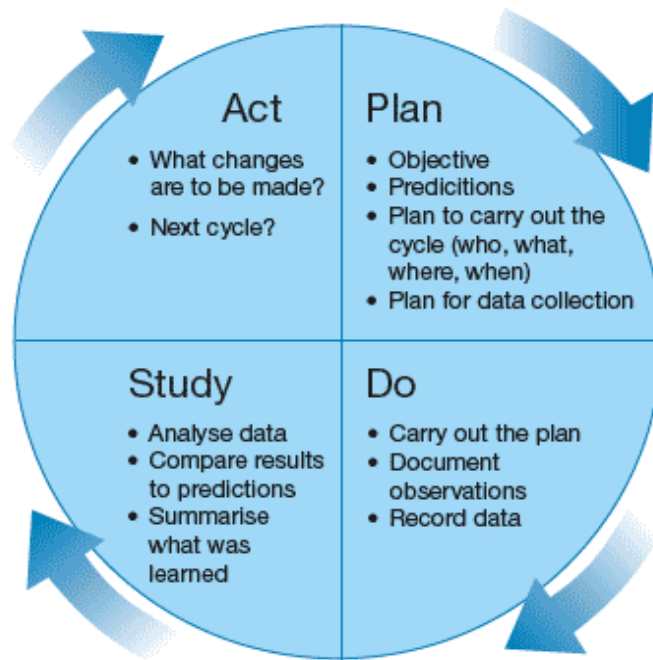 Act
• What changes
are to be made?
• Next cycle?
Plan
• Objective
• Predicitions
• Plan to carry out the
cycle (who, what,
where, when)
• Plan for data collection
Study
• Analyse data
• Compare results
to predictions
• Summarise
what was
learned
Do
• Carry out the plan
• Document
observations
• Record data